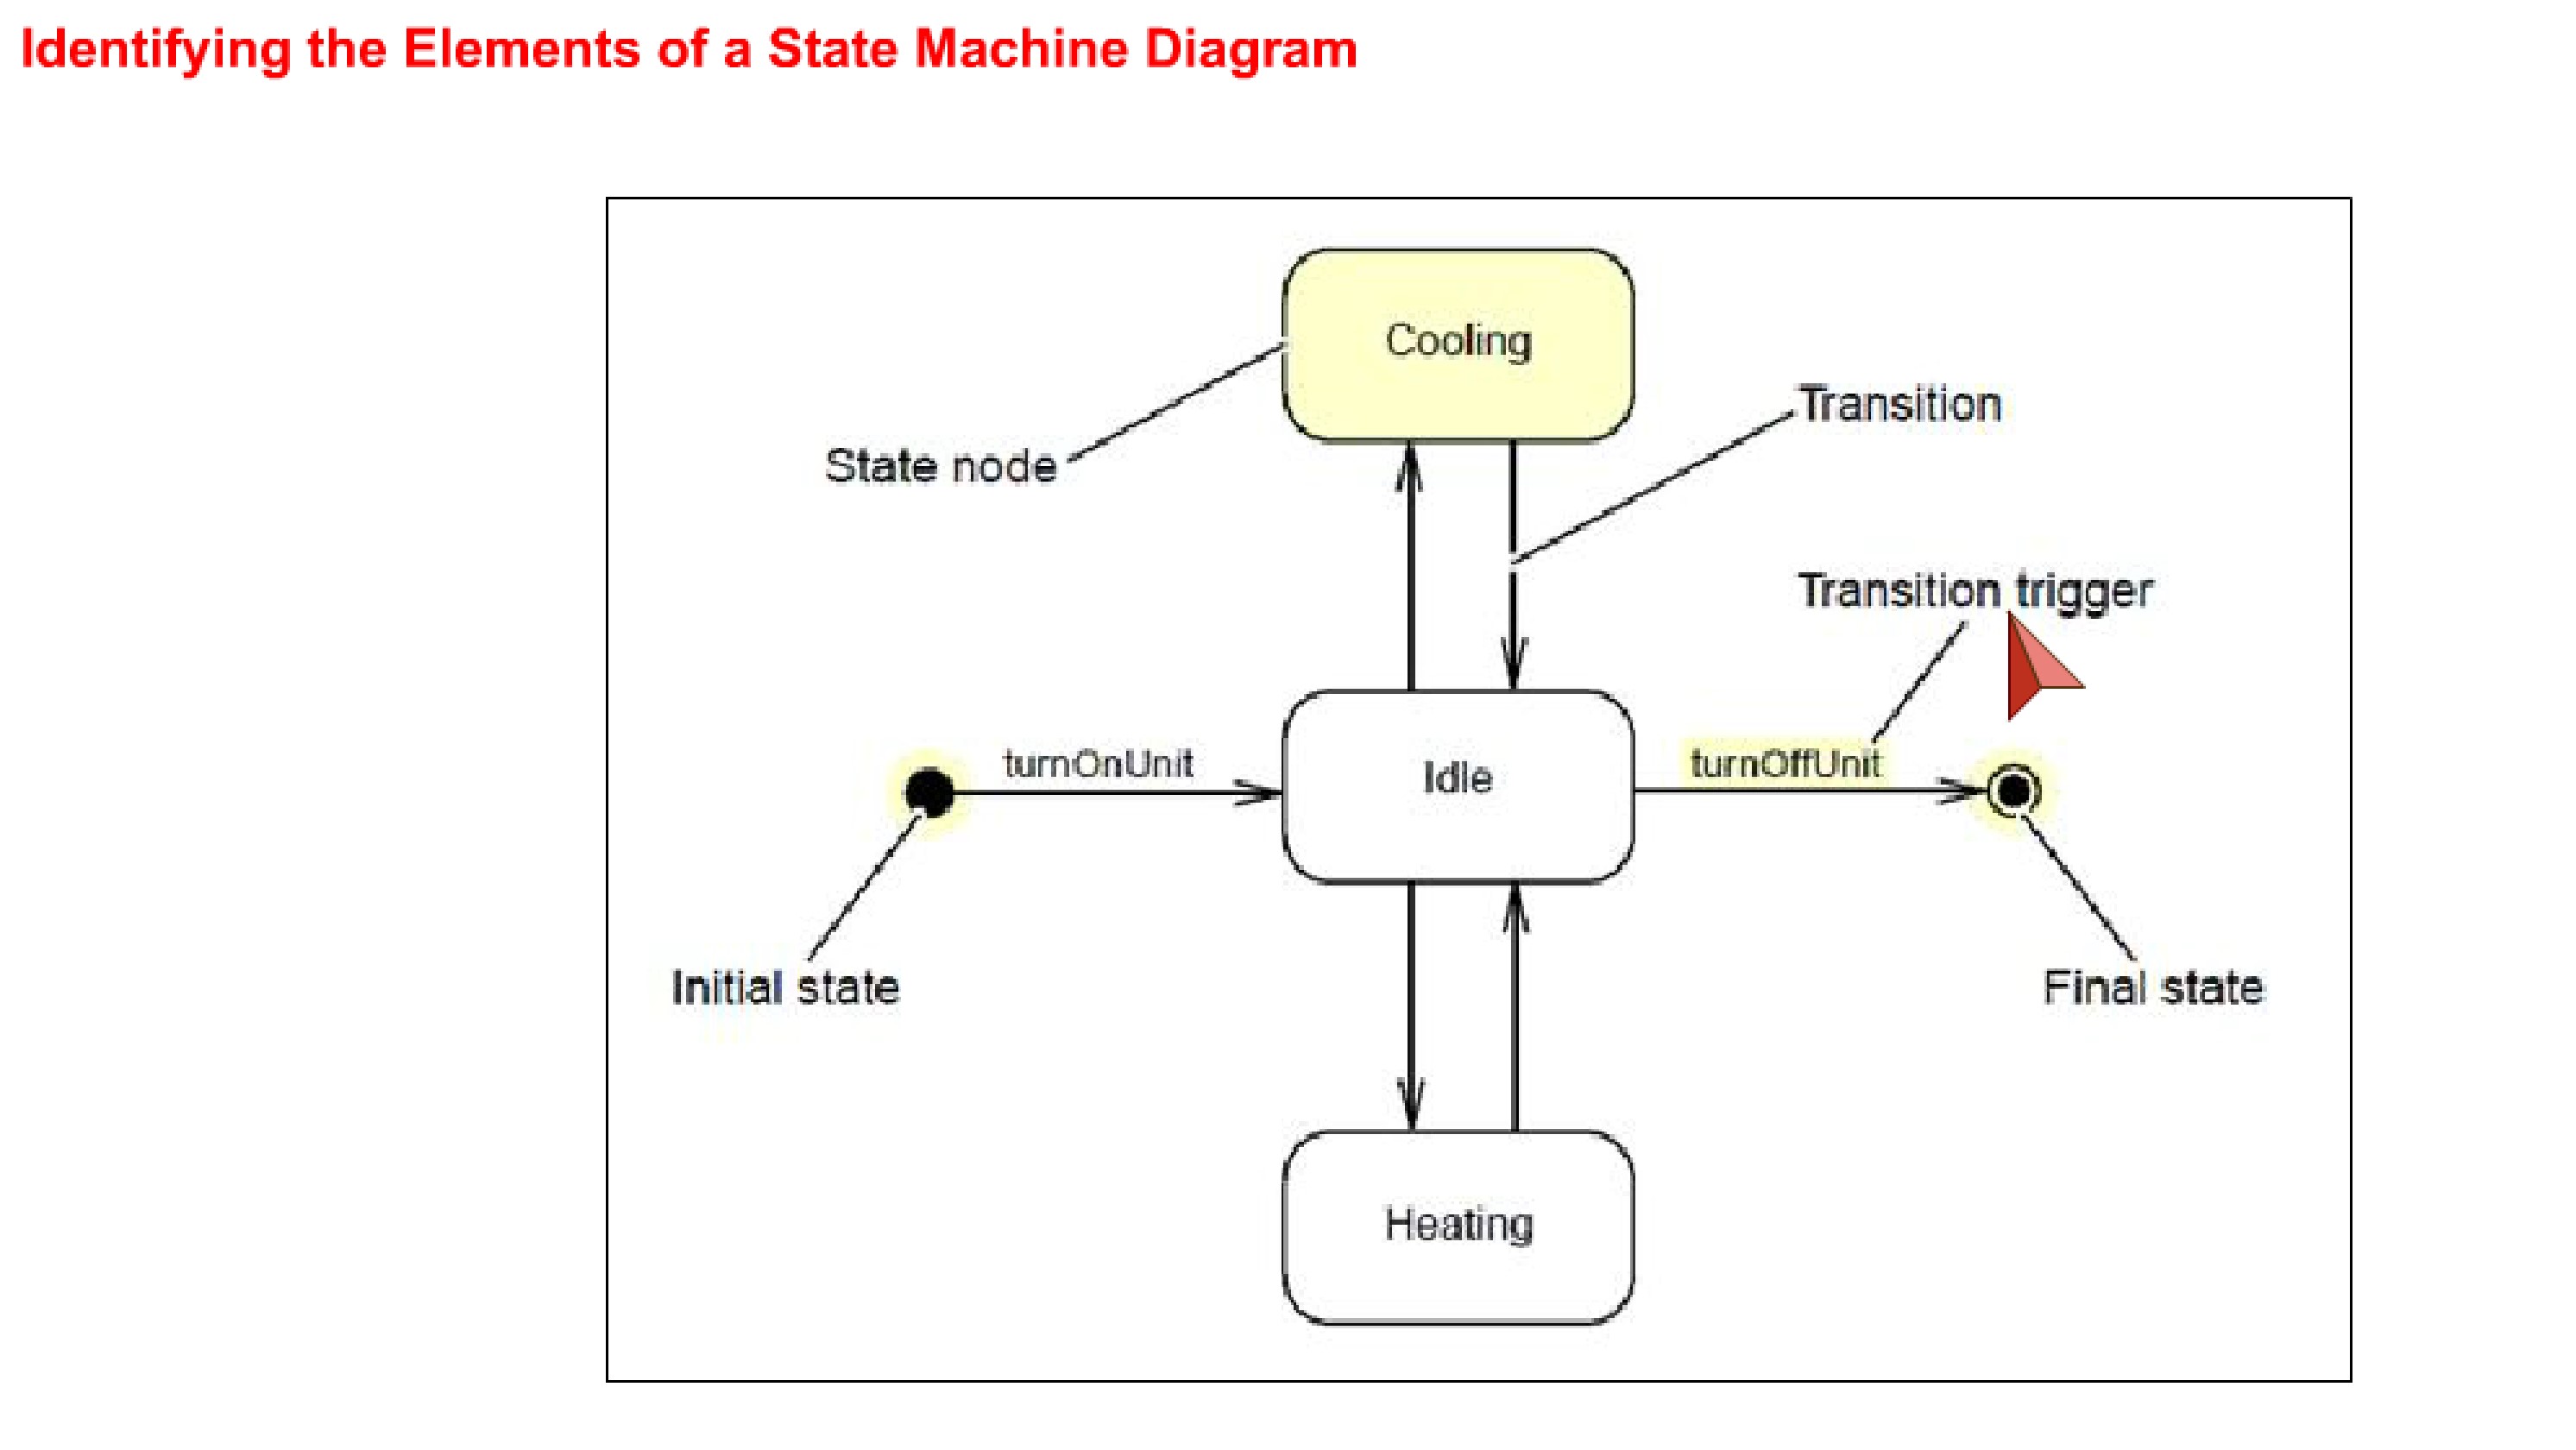 Identifying the Elements of a State Machine Diagram
Cooling
Transition
State node
Transition trigger
turnOnUnit
Idle
turnOffUnit
Initial state
Final state
Heating